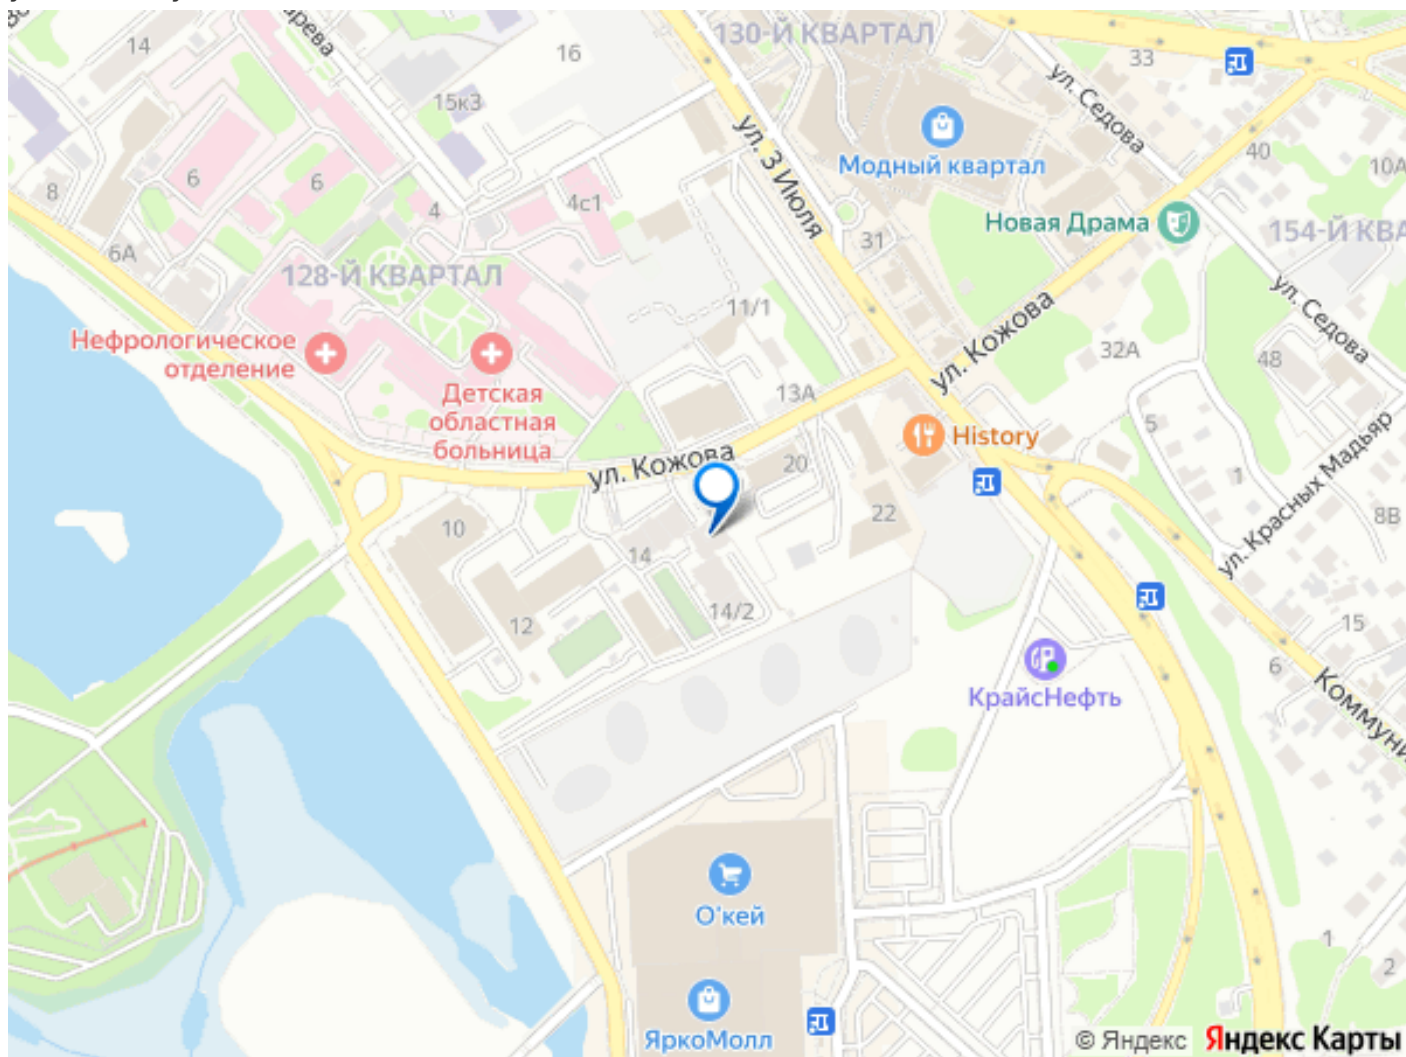 130-Й КВАРТАЛ
14
16
33
15к3
ул. Седова
ул. 3 Июля
Модный квартал
40
10А
8
6
6
4
4с1
Новая Драма
31
154-Й КВА
6А
128-Й КВАРТАЛ
11/1
ул. Седова
ул. Кожова
Нефрологическое
отделение
32А
48
Детская
областная
больница
13А
History
5
ул. Кожова
20
1
ул. Красных Мадьяр
10
22
8В
14
12
14/2
15
6
КрайсНефть
Коммуни
О'кей
1
2
ЯркоМолл
© Яндекс Яндекс Карты